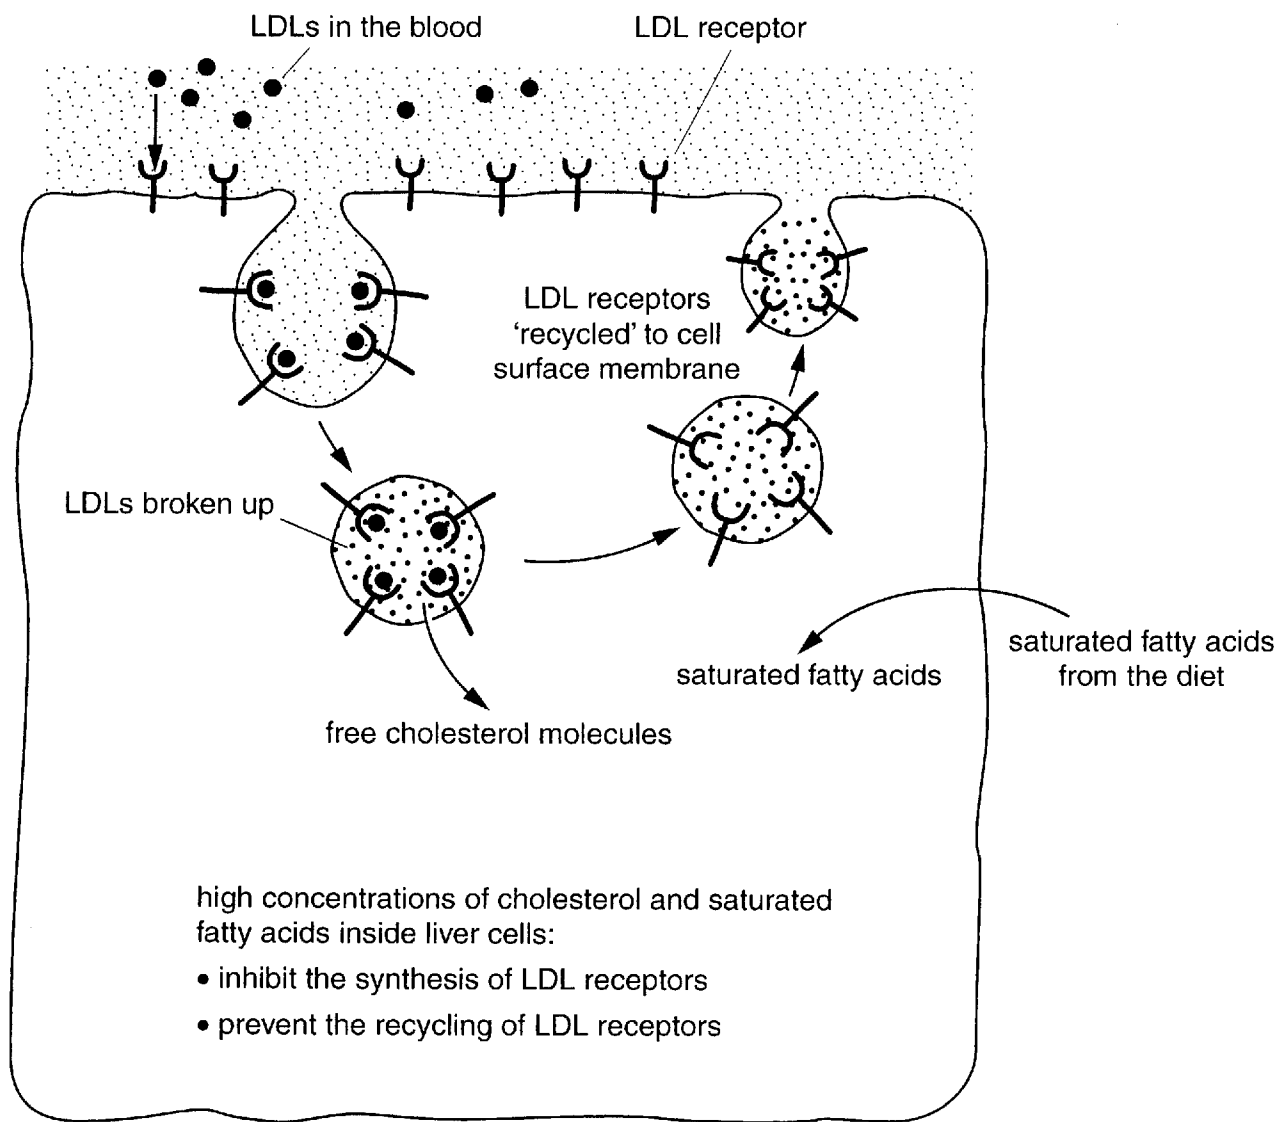 LDLs in the blood
LDL receptor
LDL receptors
‘recycled’ to cell
surface membrane
LDLs broken up
saturated fatty acids
from the diet
saturated fatty acids
free cholesterol molecules
high concentrations of cholesterol and saturated
fatty acids inside liver cells:
• inhibit the synthesis of LDL receptors
• prevent the recycling of LDL receptors